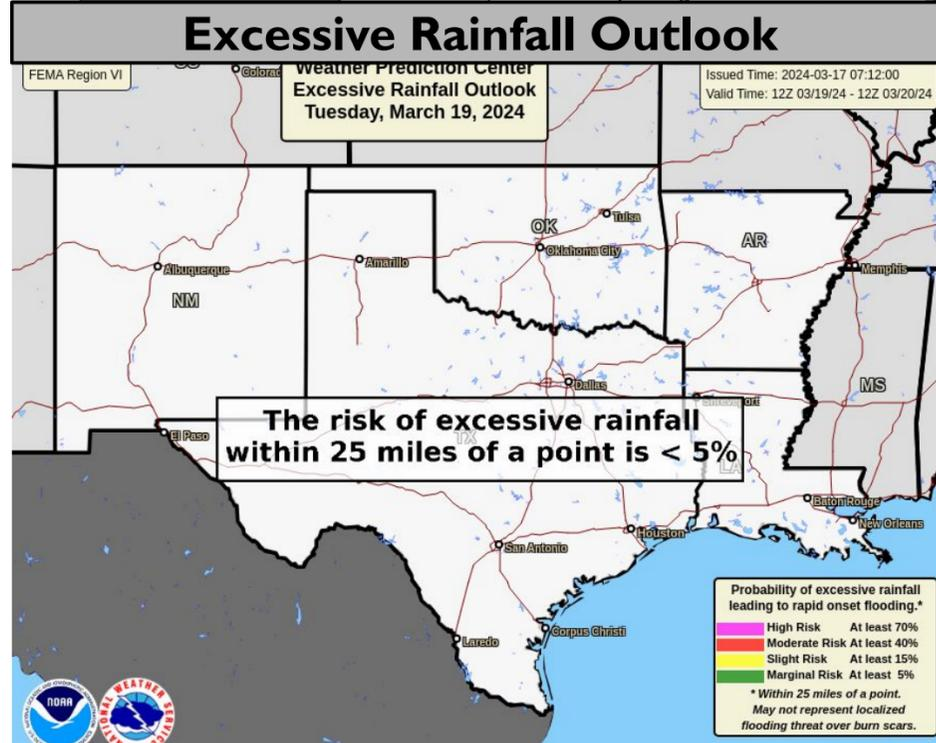 Excessive Rainfall Outlook
FEMA Region VI
Weather Prediction Center
Excessive Rainfall Outlook
Tuesday, March 19, 2024
Issued Time: 2024-03-17 07:12:00
Valid Time: 12Z 03/19/24 - 12Z 03/20/24
Colorad
Tulsa
OK
Oklahoma City
AR
Albuquerque
Amarillo
Memphis
NM
Dallas
MS
Shreveport
The risk of excessive rainfall
within 25 miles of a point is < 5%
El Paso
TX
LA
Baton Rouge
New Orleans
Houston
San Antonio
Corpus Christi
Laredo
Probability of excessive rainfall
leading to rapid onset flooding.*
High Risk At least 70%
Moderate Risk At least 40%
Slight Risk At least 15%
Marginal Risk At least 5%
* Within 25 miles of a point.
May not represent localized
flooding threat over burn scars.
NOAA